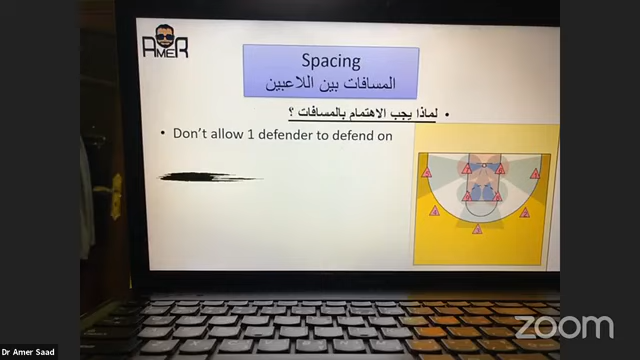 AMER
Spacing
المسافات بين اللاعبين
• لماذا يجب الاهتمام بالمسافات ؟
• Don't allow 1 defender to defend on
zoom
Dr Amer Saad